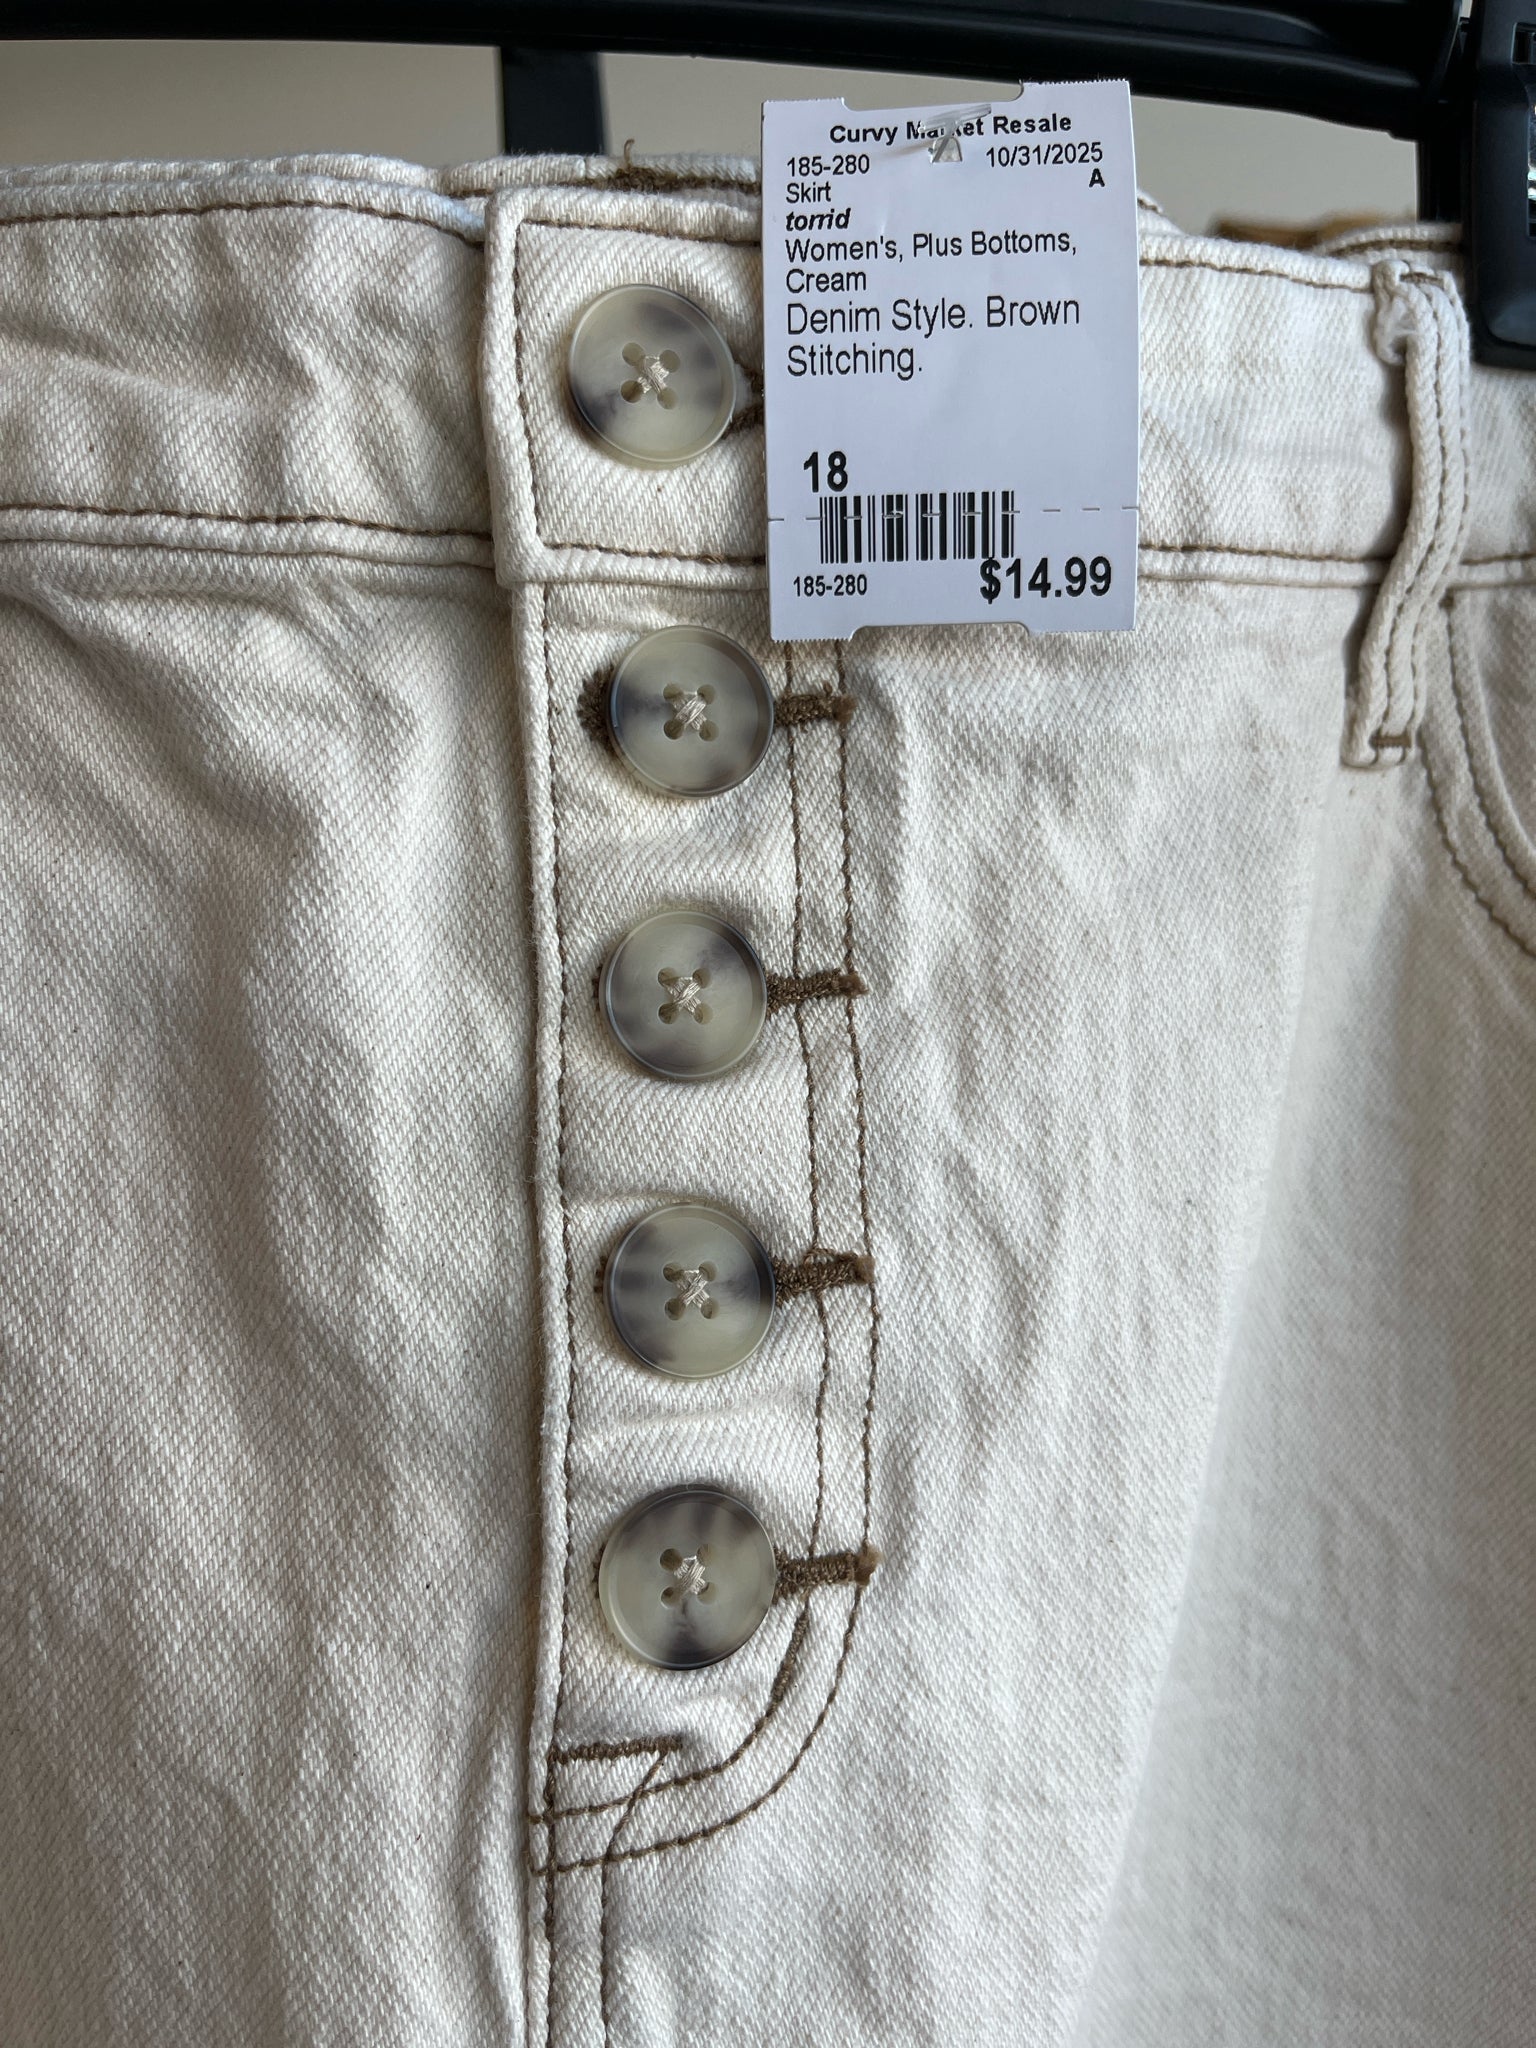 Curvy Market Resale
185-280 10/31/2025
Skirt A
torrid
Women's, Plus Bottoms,
Cream
Denim Style. Brown
Stitching.
18
185-280 $14.99